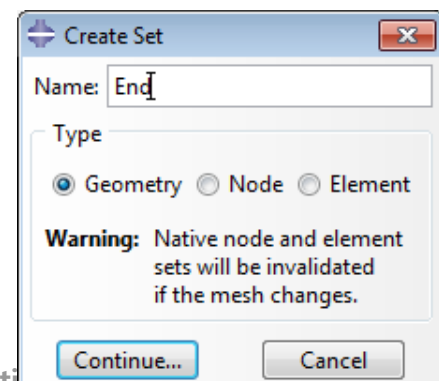 Create Set
Name: End
Type
Geometry Node Element
Warning: Native node and element
sets will be invalidated
if the mesh changes.
Continue... Cancel